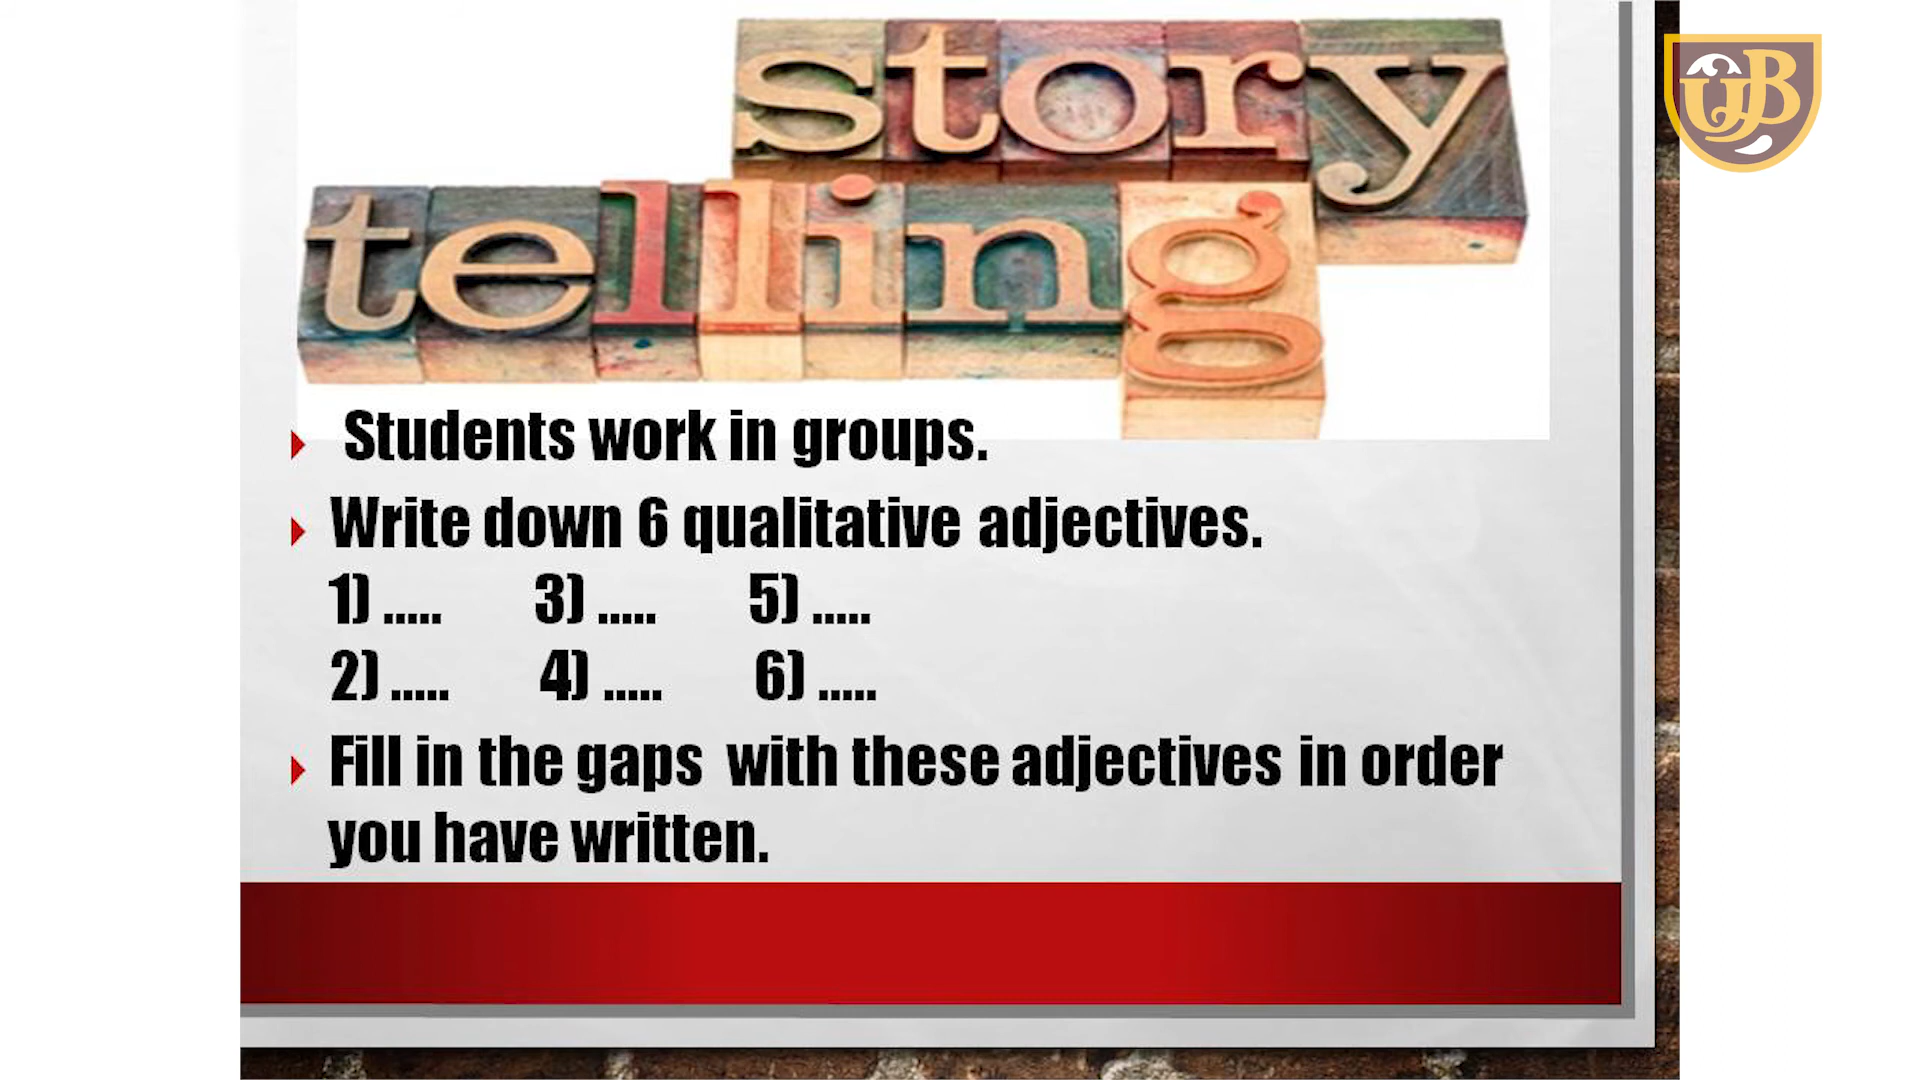 story
telling
Students work in groups.
Write down 6 qualitative adjectives.
1) ..... 3) ..... 5) .....
2) ..... 4) ..... 6) .....
Fill in the gaps with these adjectives in order
you have written.